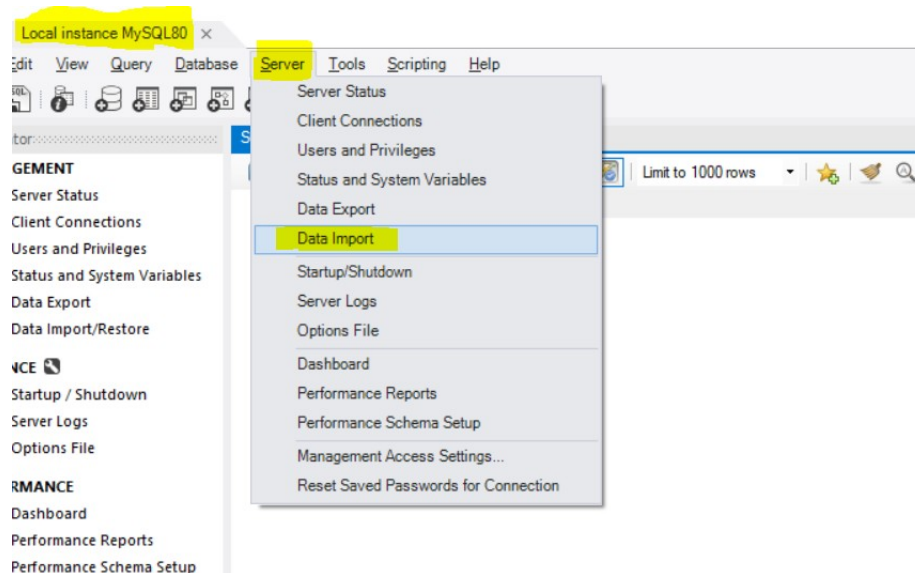 Local instance MySQL80
Edit View Query Database Server Tools Scripting Help
Server Status
Client Connections
Users and Privileges
Status and System Variables
Data Export
Data Import
Startup/Shutdown
Server Logs
Options File
Dashboard
Performance Reports
Performance Schema Setup
Management Access Settings...
Reset Saved Passwords for Connection
Limit to 1000 rows
tor
GEMENT
Server Status
Client Connections
Users and Privileges
Status and System Variables
Data Export
Data Import/Restore
NCE
Startup / Shutdown
Server Logs
Options File
RMANCE
Dashboard
Performance Reports
Performance Schema Setup